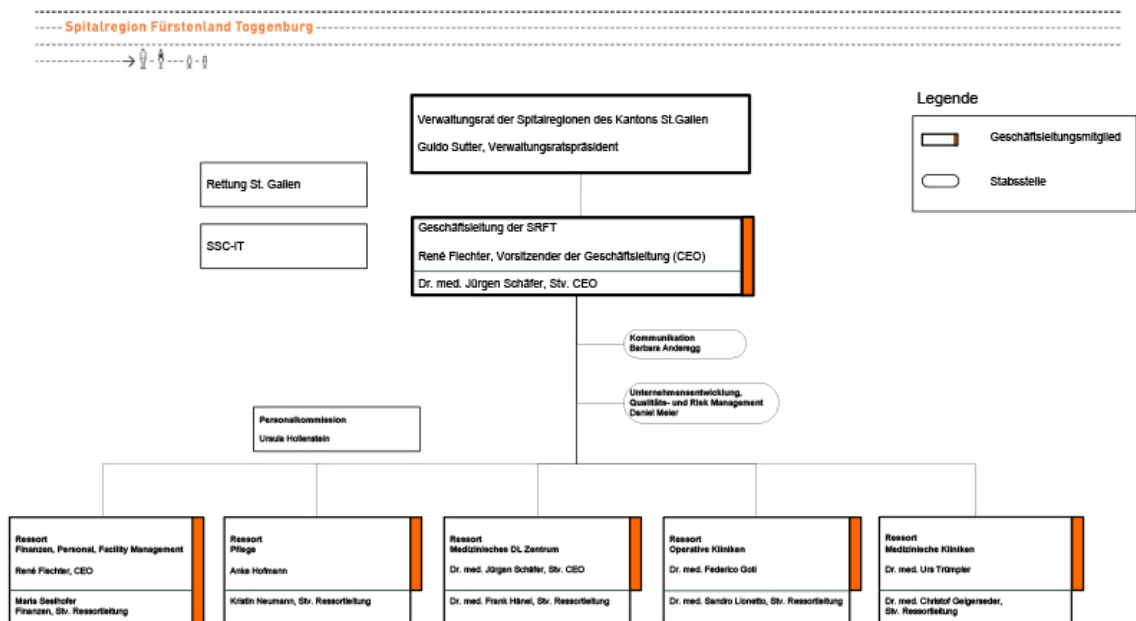 Spitalregion Fürstenland Toggenburg
Verwaltungsrat der Spitalregionen des Kantons St.Gallen
Guido Sutter, Verwaltungsratspräsident
Legende
Geschäftsleitungsmitglied
Stabsstelle
Rettung St. Gallen
SSC-IT
Geschäftsleitung der SRFT
René Fiechter, Vorsitzender der Geschäftsleitung (CEO)
Dr. med. Jürgen Schäfer, Stv. CEO
Kommunikation
Barbara Anderegg
Unternehmensentwicklung,
Qualitäts- und Risk Management
Daniel Meier
Personalkommission
Ursula Hollenstein
Ressort
Finanzen, Personal, Facility Management
René Fiechter, CEO
Maria Seelhofer
Finanzen, Stv. Ressortleitung
Ressort
Pflege
Anke Hofmann
Kristin Neumann, Stv. Ressortleitung
Ressort
Medizinisches DL Zentrum
Dr. med. Jürgen Schäfer, Stv. CEO
Dr. med. Frank Hänel, Stv. Ressortleitung
Ressort
Operative Kliniken
Dr. med. Federico Goti
Dr. med. Sandro Lionetto, Stv. Ressortleitung
Ressort
Medizinische Kliniken
Dr. med. Urs Trümpler
Dr. med. Christof Geigerseder,
Stv. Ressortleitung